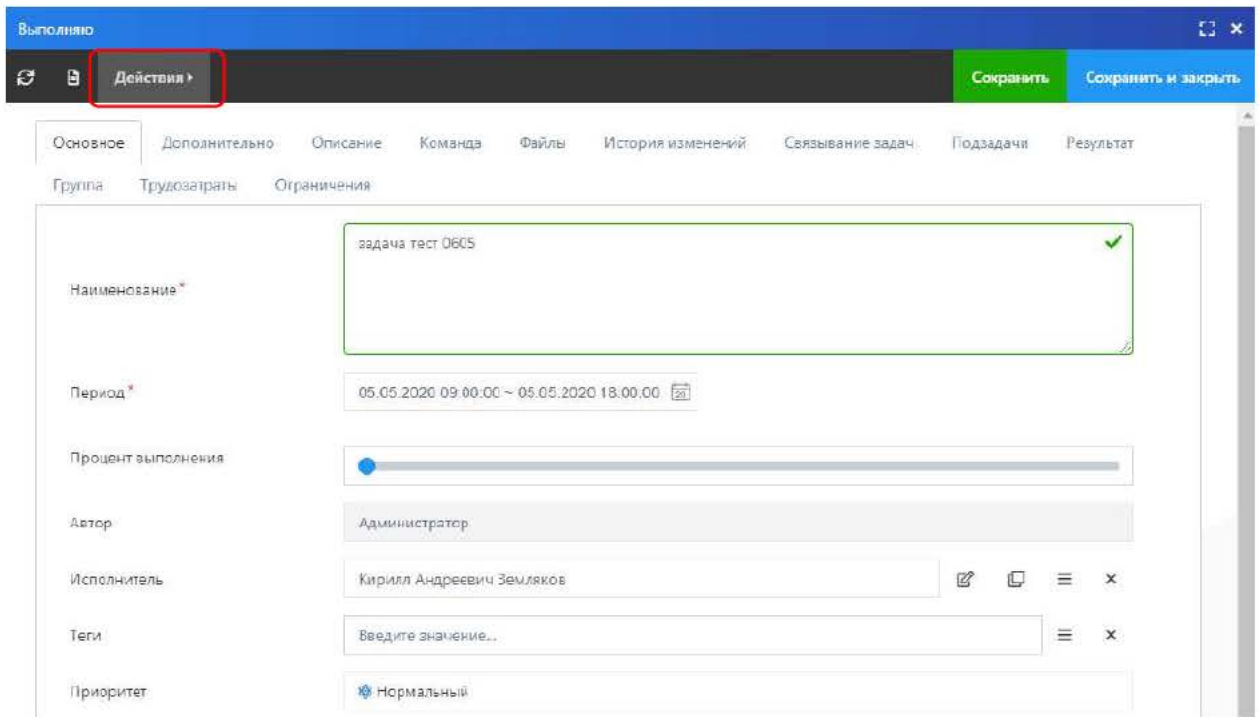 Выполняю
Действия
Сохранить
Сохранить и закрыть
Основное Дополнительно Описание Команда Файлы История изменений Связывание задач Подзадачи Результат
Группа Трудозатраты Ограничения
задача тест 0605
Наименование*
Период* 05.05.2020 09:00:00 ~ 05.05.2020 18:00:00
Процент выполнения
Автор Администратор
Исполнитель Кирилл Андреевич Земляков
Теги Введите значение...
Приоритет Нормальный